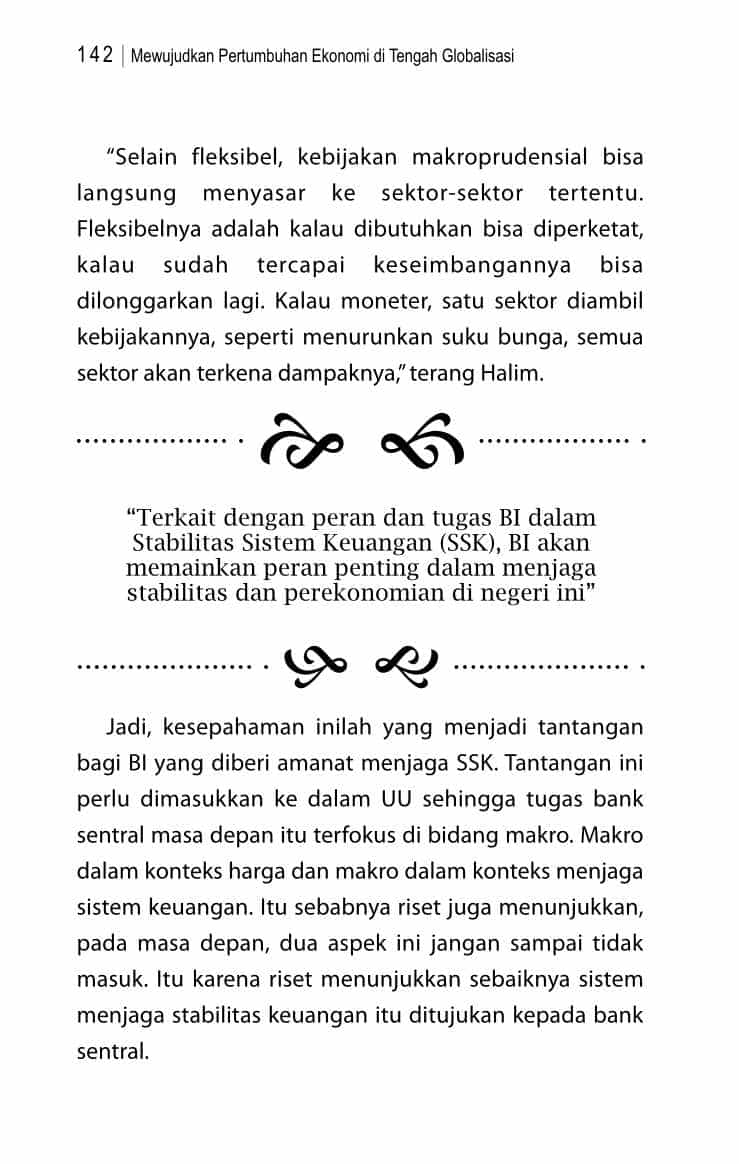 142 | Mewujudkan Pertumbuhan Ekonomi di Tengah Globalisasi
“Selain fleksibel, kebijakan makroprudensial bisa
langsung menyasar ke sektor-sektor tertentu.
Fleksibelnya adalah kalau dibutuhkan bisa diperketat,
kalau sudah tercapai keseimbangannya bisa
dilonggarkan lagi. Kalau moneter, satu sektor diambil
kebijakannya, seperti menurunkan suku bunga, semua
sektor akan terkena dampaknya,” terang Halim.
“Terkait dengan peran dan tugas BI dalam
Stabilitas Sistem Keuangan (SSK), BI akan
memainkan peran penting dalam menjaga
stabilitas dan perekonomian di negeri ini”
Jadi, kesepahaman inilah yang menjadi tantangan
bagi BI yang diberi amanat menjaga SSK. Tantangan ini
perlu dimasukkan ke dalam UU sehingga tugas bank
sentral masa depan itu terfokus di bidang makro. Makro
dalam konteks harga dan makro dalam konteks menjaga
sistem keuangan. Itu sebabnya riset juga menunjukkan,
pada masa depan, dua aspek ini jangan sampai tidak
masuk. Itu karena riset menunjukkan sebaiknya sistem
menjaga stabilitas keuangan itu ditujukan kepada bank
sentral.